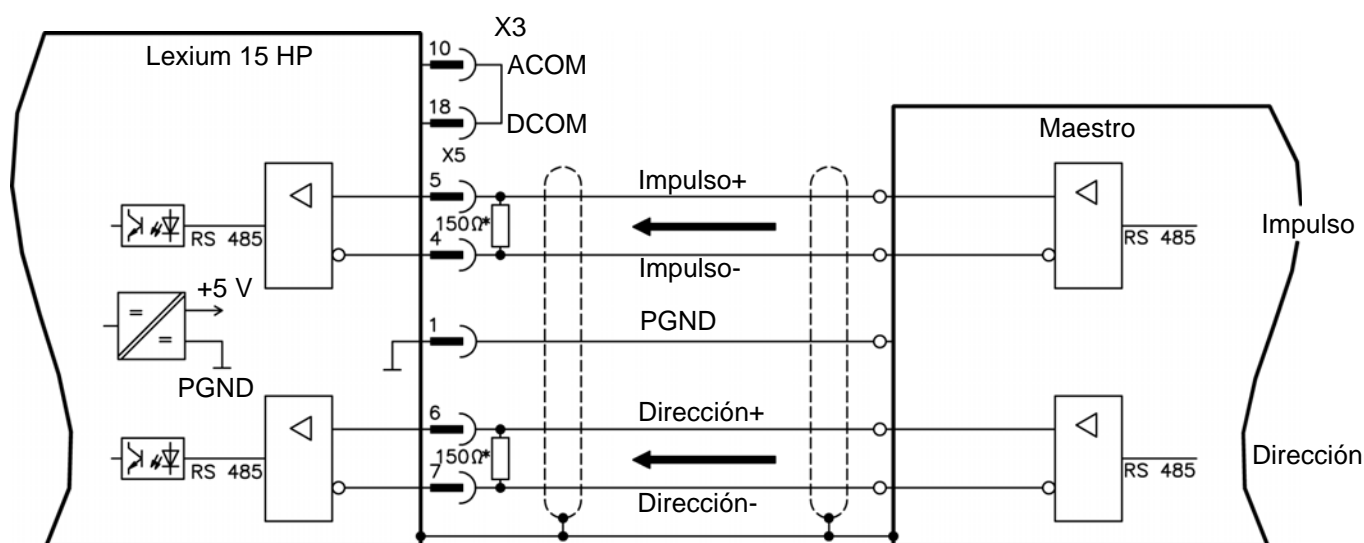 X3
Lexium 15 HP
10
ACOM
18
DCOM
Maestro
X5
5
Impulso+
150Ω*
RS 485
4
Impulso-
RS 485
Impulso
+5 V
=
=
1
PGND
PGND
6
Dirección+
150Ω*
RS 485
7
Dirección-
RS 485
Dirección